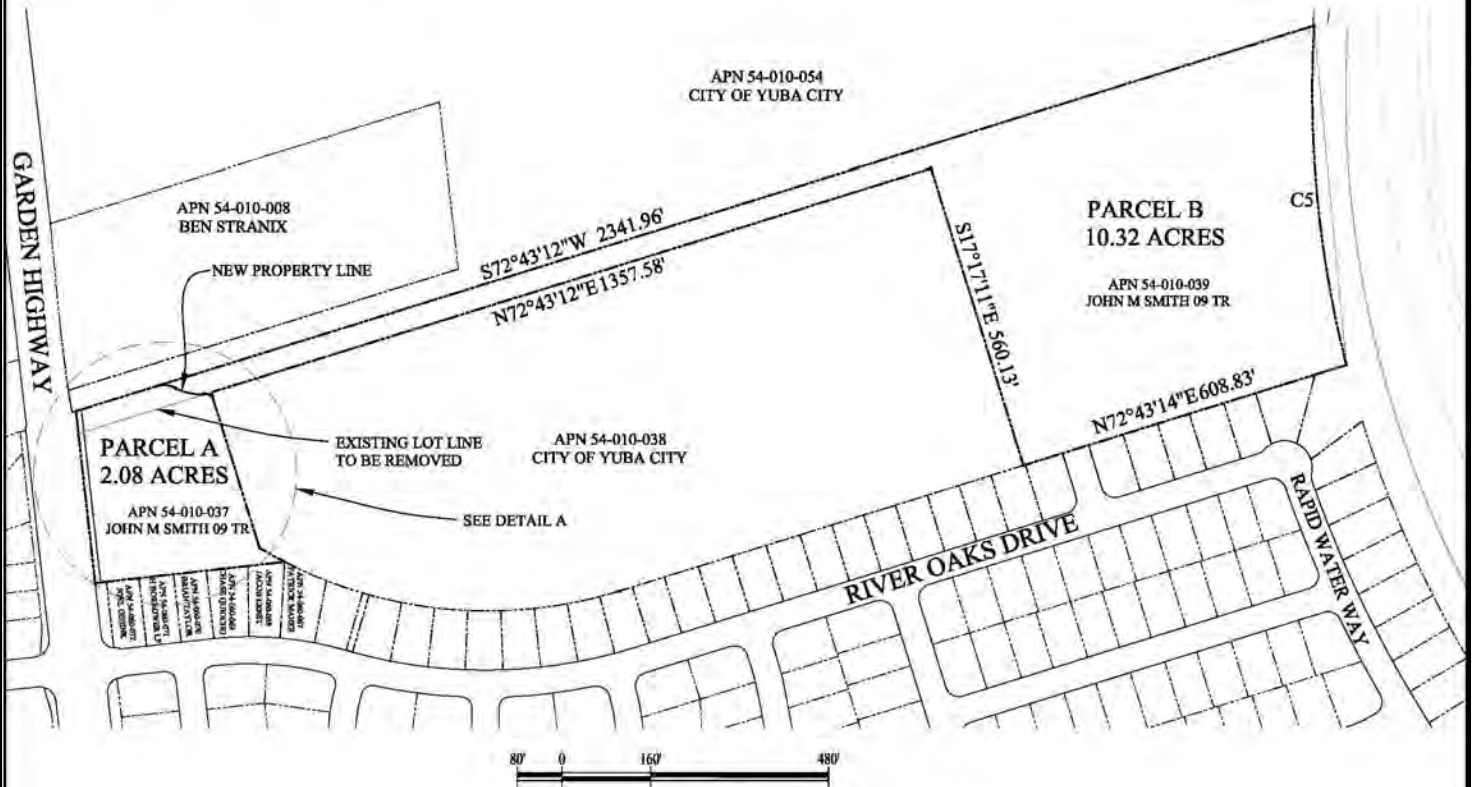 APN 54-010-054
CITY OF YUBA CITY
GARDEN HIGHWAY
APN 54-010-008
BEN STRANIX
NEW PROPERTY LINE
S72°43'12"W 2341.96'
N72°43'12"E 1357.58'
S17°17'11"E 560.13'
PARCEL B
10.32 ACRES
C5
APN 54-010-039
JOHN M SMITH 09 TR
N72°43'14"E 608.83'
PARCEL A
2.08 ACRES
APN 54-010-037
JOHN M SMITH 09 TR
EXISTING LOT LINE
TO BE REMOVED
APN 54-010-038
CITY OF YUBA CITY
SEE DETAIL A
RIVER OAKS DRIVE
RAPID WATER WAY
80' 0 160' 480'